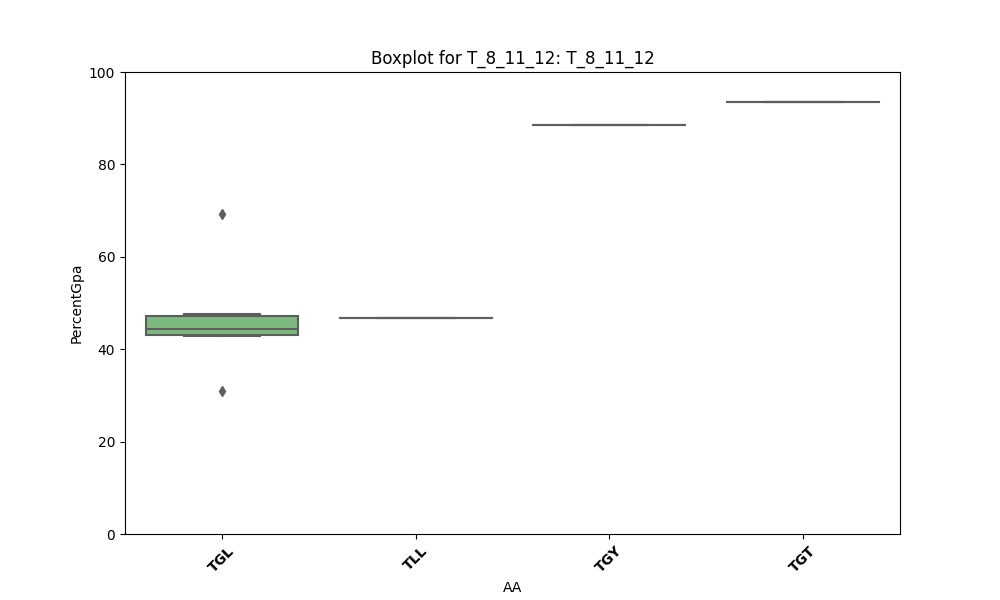 Boxplot for T_8_11_12: T_8_11_12
100
80
60
40
20
0
PercentGpa
TGL
TLL
TGY
TGT
AA